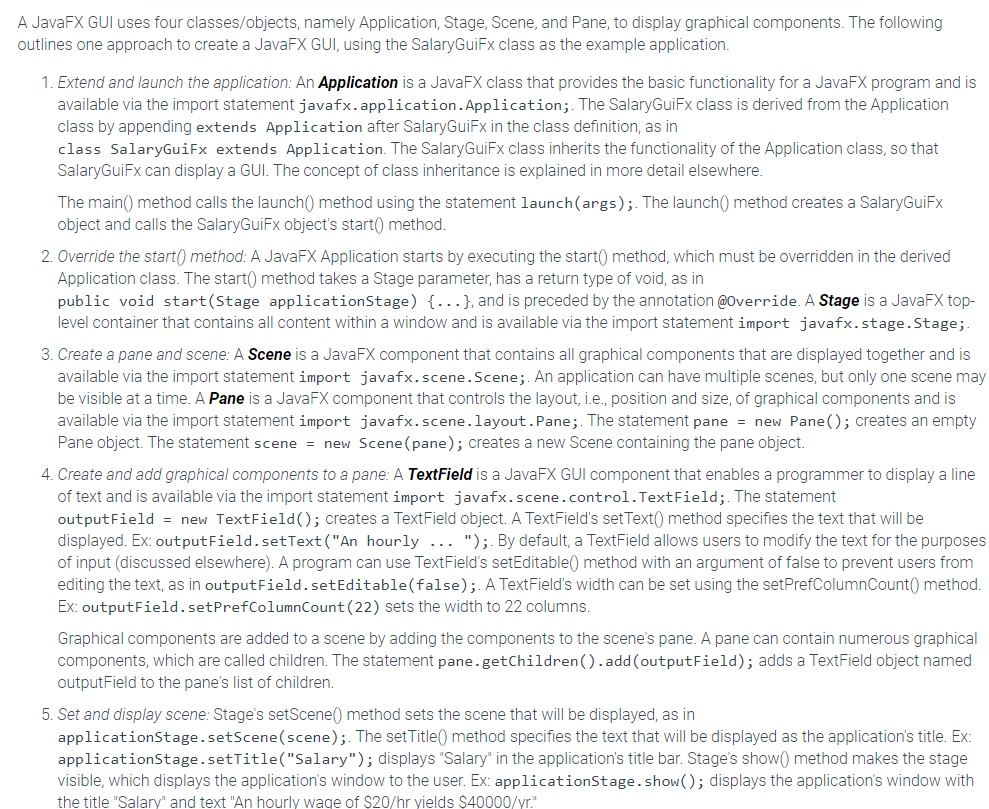 A JavaFX GUI uses four classes/objects, namely Application, Stage, Scene, and Pane, to display graphical components. The following
outlines one approach to create a JavaFX GUI, using the SalaryGuiFx class as the example application.
1. Extend and launch the application: An Application is a JavaFX class that provides the basic functionality for a JavaFX program and is
available via the import statement javafx.application.Application;. The SalaryGuiFx class is derived from the Application
class by appending extends Application after SalaryGuiFx in the class definition, as in
class SalaryGuiFx extends Application. The SalaryGuiFx class inherits the functionality of the Application class, so that
SalaryGuiFx can display a GUI. The concept of class inheritance is explained in more detail elsewhere.
The main() method calls the launch() method using the statement launch(args);. The launch() method creates a SalaryGuiFx
object and calls the SalaryGuiFx object's start() method.
2. Override the start() method: A JavaFX Application starts by executing the start() method, which must be overridden in the derived
Application class. The start() method takes a Stage parameter, has a return type of void, as in
public void start(Stage applicationStage) {...}, and is preceded by the annotation @Override. A Stage is a JavaFX top-
level container that contains all content within a window and is available via the import statement import javafx.stage.Stage;.
3. Create a pane and scene: A Scene is a JavaFX component that contains all graphical components that are displayed together and is
available via the import statement import javafx.scene.Scene;. An application can have multiple scenes, but only one scene may
be visible at a time. A Pane is a JavaFX component that controls the layout, i.e., position and size, of graphical components and is
available via the import statement import javafx.scene.layout.Pane;. The statement pane = new Pane(); creates an empty
Pane object. The statement scene = new Scene(pane); creates a new Scene containing the pane object.
4. Create and add graphical components to a pane: A TextField is a JavaFX GUI component that enables a programmer to display a line
of text and is available via the import statement import javafx.scene.control.TextField;. The statement
outputField = new TextField(); creates a TextField object. A TextField's setText() method specifies the text that will be
displayed. Ex: outputField.setText("An hourly ... ");. By default, a TextField allows users to modify the text for the purposes
of input (discussed elsewhere). A program can use TextField's setEditable() method with an argument of false to prevent users from
editing the text, as in outputField.setEditable(false);. A TextField's width can be set using the setPrefColumnCount() method.
Ex: outputField.setPrefColumnCount(22) sets the width to 22 columns.
Graphical components are added to a scene by adding the components to the scene's pane. A pane can contain numerous graphical
components, which are called children. The statement pane.getChildren().add(outputField); adds a TextField object named
outputField to the pane's list of children.
5. Set and display scene: Stage's setScene() method sets the scene that will be displayed, as in
applicationStage.setScene(scene);. The setTitle() method specifies the text that will be displayed as the application's title. Ex:
applicationStage.setTitle("Salary"); displays "Salary" in the application's title bar. Stage's show() method makes the stage
visible, which displays the application's window to the user. Ex: applicationStage.show(); displays the application's window with
the title "Salary" and text "An hourly wage of $20/hr yields $40000/yr."